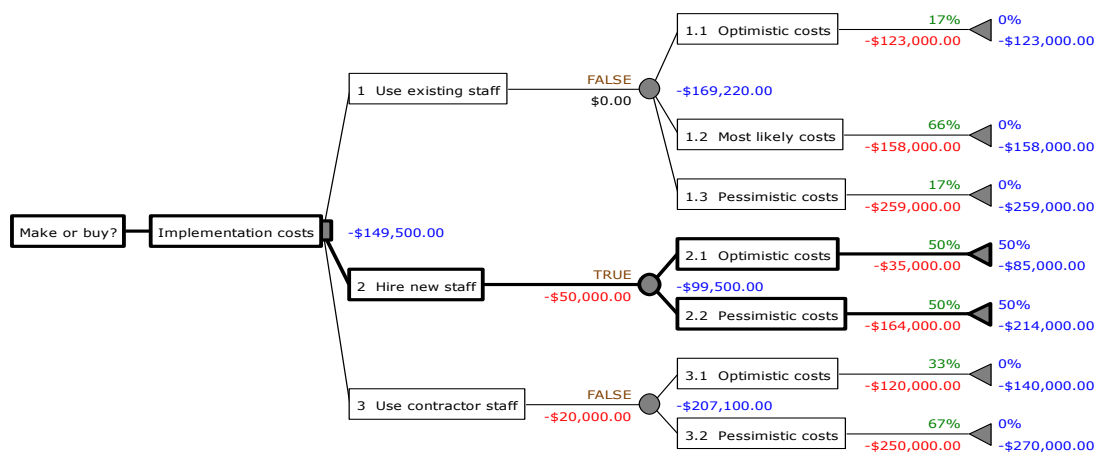 17% 0%
1.1 Optimistic costs
-$123,000.00 -$123,000.00
FALSE
1 Use existing staff
$0.00
-$169,220.00
66% 0%
1.2 Most likely costs
-$158,000.00 -$158,000.00
17% 0%
1.3 Pessimistic costs
-$259,000.00 -$259,000.00
Make or buy? Implementation costs -$149,500.00
50% 50%
2.1 Optimistic costs
-$35,000.00 -$85,000.00
TRUE
2 Hire new staff
-$50,000.00
-$99,500.00
50% 50%
2.2 Pessimistic costs
-$164,000.00 -$214,000.00
33% 0%
3.1 Optimistic costs
-$120,000.00 -$140,000.00
FALSE
3 Use contractor staff
-$20,000.00
-$207,100.00
67% 0%
3.2 Pessimistic costs
-$250,000.00 -$270,000.00